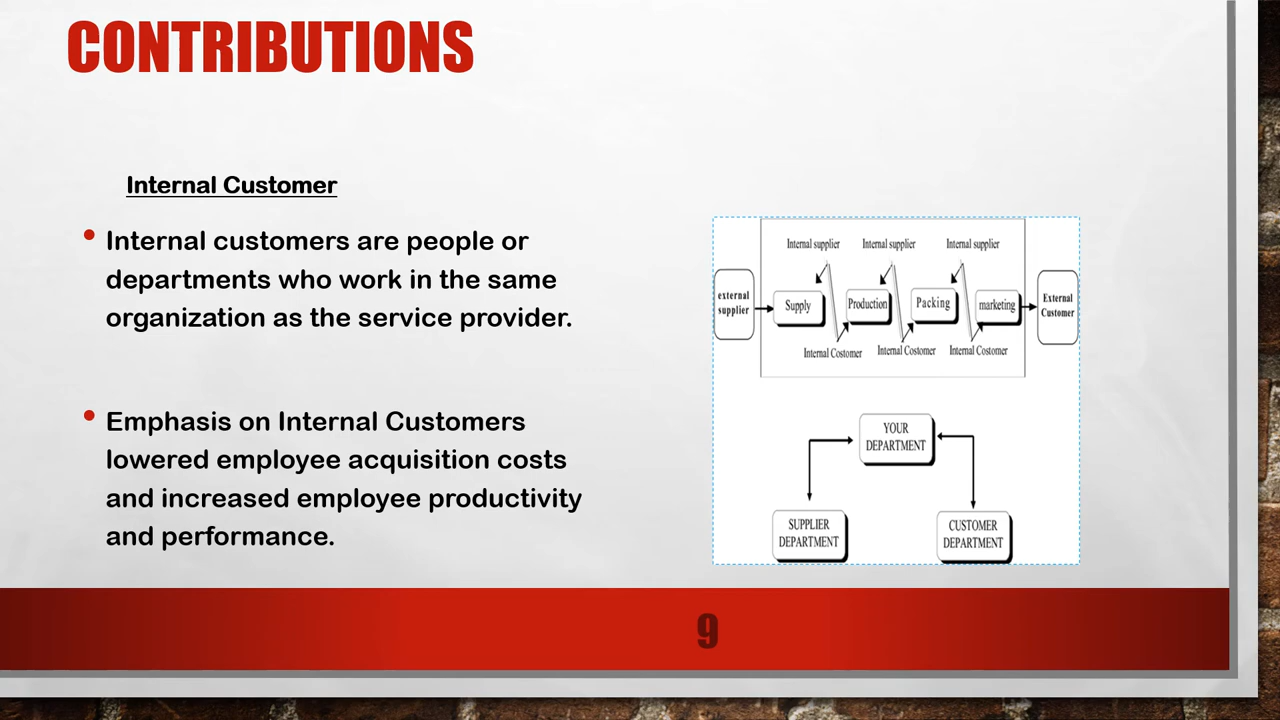 CONTRIBUTIONS
Internal Customer
• Internal customers are people or
departments who work in the same
organization as the service provider.
• Emphasis on Internal Customers
lowered employee acquisition costs
and increased employee productivity
and performance.
Internal supplier Internal supplier Internal supplier
external
supplier
Supply Production Packing marketing
External
Customer
Internal Costomer Internal Costomer Internal Costomer
YOUR
DEPARTMENT
SUPPLIER
DEPARTMENT
CUSTOMER
DEPARTMENT
9